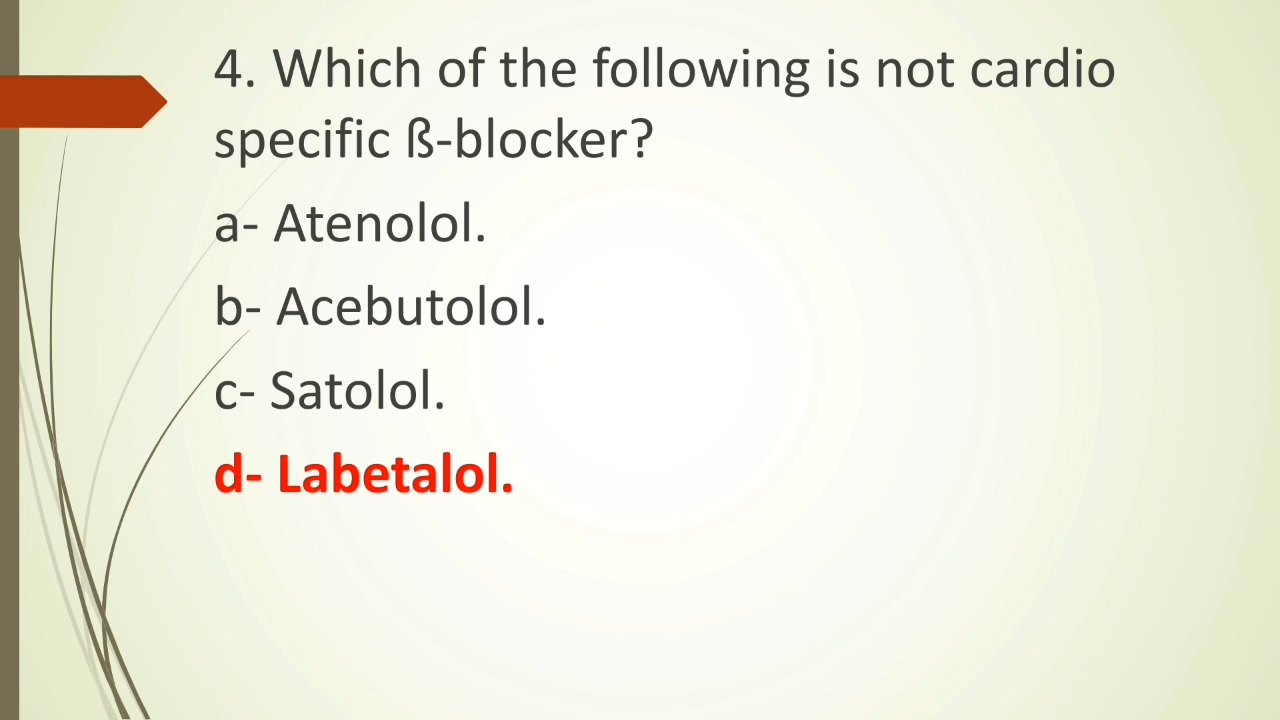 4. Which of the following is not cardio
specific ß-blocker?
a- Atenolol.
b- Acebutolol.
c- Satolol.
d- Labetalol.